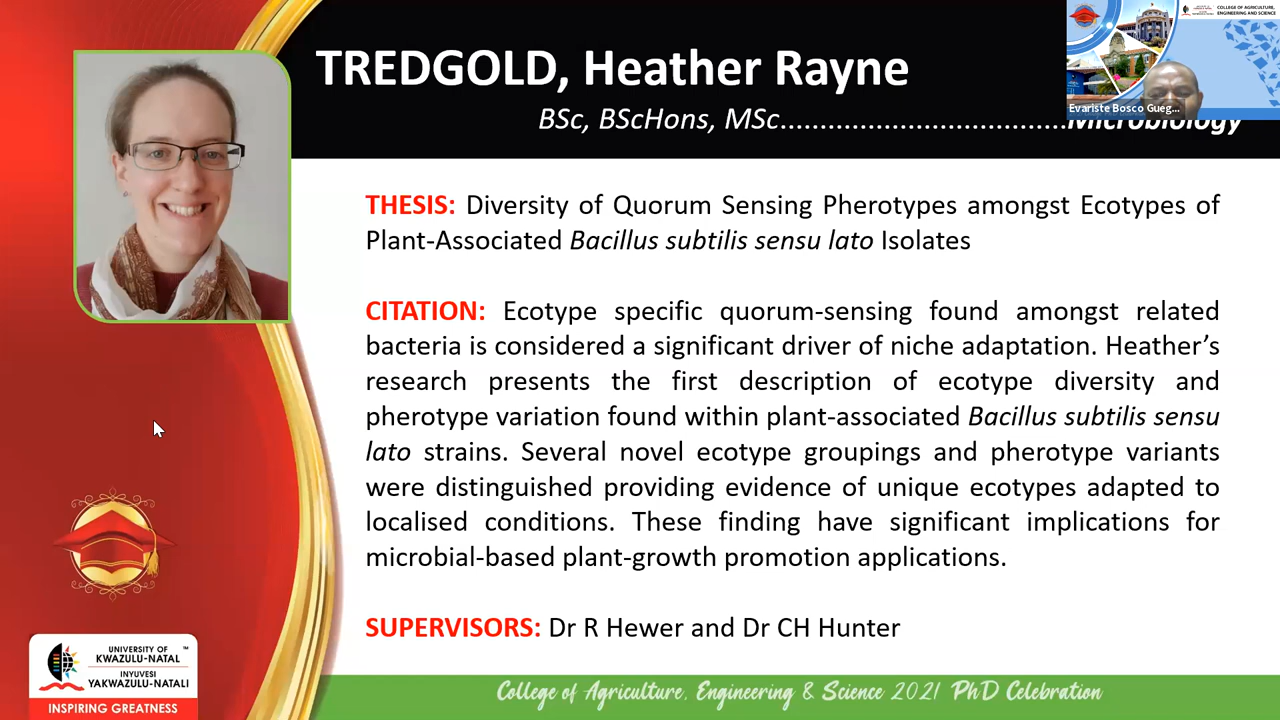 TREDGOLD, Heather Rayne
BSc, BScHons, MSc....................................Microbiology
COLLEGE OF AGRICULTURE,
ENGINEERING AND SCIENCE
Evariste Bosco Gueg...
THESIS: Diversity of Quorum Sensing Pherotypes amongst Ecotypes of
Plant-Associated Bacillus subtilis sensu lato Isolates
CITATION: Ecotype specific quorum-sensing found amongst related
bacteria is considered a significant driver of niche adaptation. Heather's
research presents the first description of ecotype diversity and
pherotype variation found within plant-associated Bacillus subtilis sensu
lato strains. Several novel ecotype groupings and pherotype variants
were distinguished providing evidence of unique ecotypes adapted to
localised conditions. These finding have significant implications for
microbial-based plant-growth promotion applications.
SUPERVISORS: Dr R Hewer and Dr CH Hunter
UNIVERSITY OF ™
KWAZULU-NATAL
INYUVESI
YAKWAZULU-NATALI
INSPIRING GREATNESS
College of Agriculture, Engineering & Science 2021 PhD Celebration